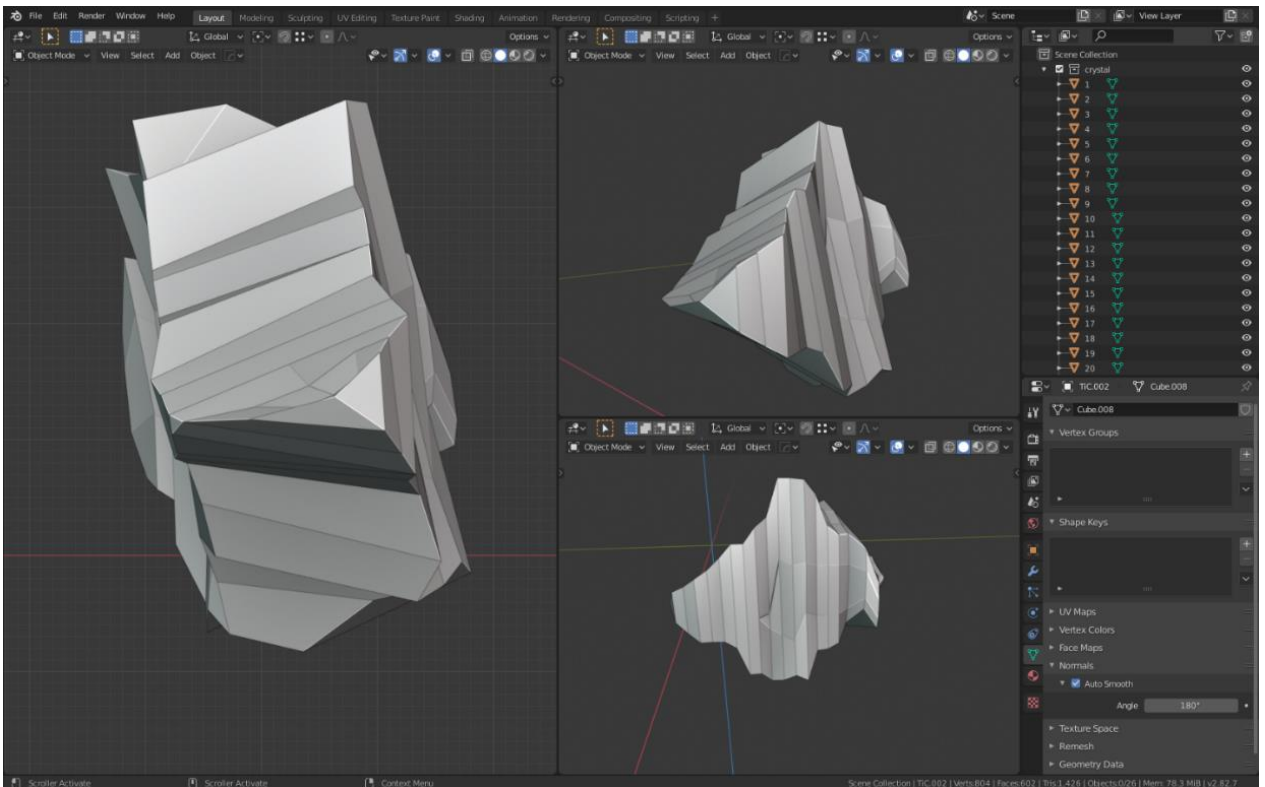 File Edit Render Window Help Layout Modeling Sculpting UV Editing Texture Paint Shading Animation Rendering Compositing Scripting + Scene View Layer
Global Options
Object Mode View Select Add Object
Global Options
Object Mode View Select Add Object
Scene Collection
crystal
1
2
3
4
5
6
7
8
9
10
11
12
13
14
15
16
17
18
19
20
TiC.002 Cube.008
Cube.008
Vertex Groups
Shape Keys
UV Maps
Vertex Colors
Face Maps
Normals
Auto Smooth
Angle 180°
Texture Space
Remesh
Geometry Data
Global Options
Object Mode View Select Add Object
Scroller Activate Scroller Activate Context Menu Scene Collection | TiC.002 | Verts:804 | Faces:602 | Tris:1,426 | Objects:0/26 | Mem: 78.3 MiB | v2.82.7